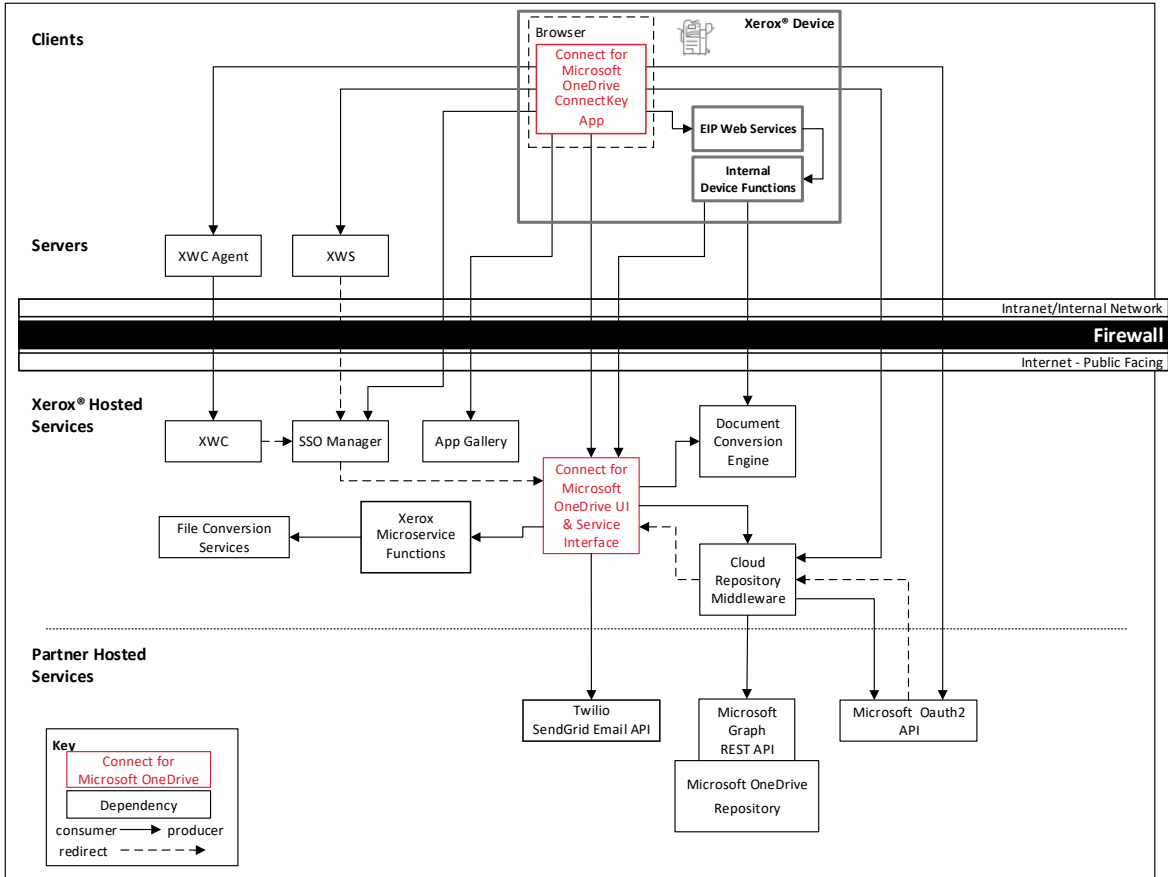 Clients
Xerox® Device
Browser
Connect for
Microsoft
OneDrive
ConnectKey
App
EIP Web Services
Internal
Device Functions
Servers
XWC Agent
XWS
Intranet/Internal Network
Firewall
Internet - Public Facing
Xerox® Hosted
Services
XWC
SSO Manager
App Gallery
Document
Conversion
Engine
Connect for
Microsoft
OneDrive UI
& Service
Interface
Xerox
Microservice
Functions
File Conversion
Services
Cloud
Repository
Middleware
Partner Hosted
Services
Twilio
SendGrid Email API
Microsoft
Graph
REST API
Microsoft Oauth2
API
Microsoft OneDrive
Repository
Key
Connect for
Microsoft OneDrive
Dependency
consumer producer
redirect